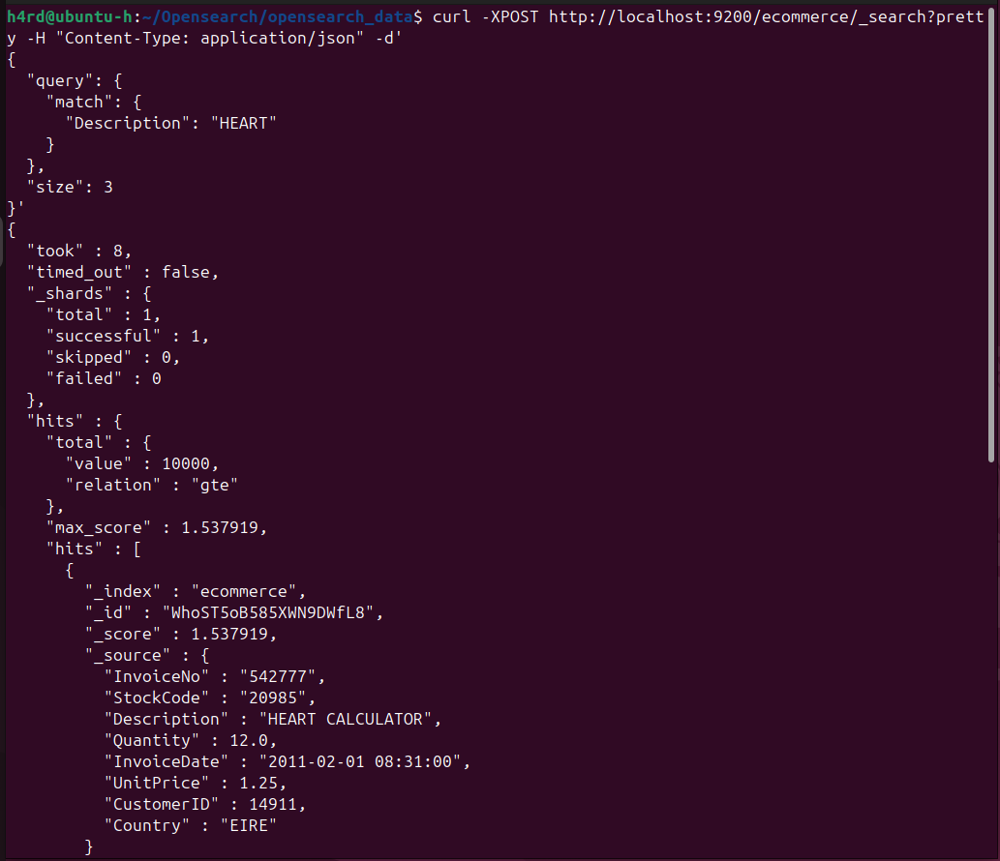 h4rd@ubuntu-h:~/Opensearch/opensearch_data$ curl -XPOST http://localhost:9200/ecommerce/_search?prett
y -H "Content-Type: application/json" -d'
{
  "query": {
    "match": {
      "Description": "HEART"
    }
  },
  "size": 3
}'
{
  "took" : 8,
  "timed_out" : false,
  "_shards" : {
    "total" : 1,
    "successful" : 1,
    "skipped" : 0,
    "failed" : 0
  },
  "hits" : {
    "total" : {
      "value" : 10000,
      "relation" : "gte"
    },
    "max_score" : 1.537919,
    "hits" : [
      {
        "_index" : "ecommerce",
        "_id" : "WhoST5oB585XWN9DWfL8",
        "_score" : 1.537919,
        "_source" : {
          "InvoiceNo" : "542777",
          "StockCode" : "20985",
          "Description" : "HEART CALCULATOR",
          "Quantity" : 12.0,
          "InvoiceDate" : "2011-02-01 08:31:00",
          "UnitPrice" : 1.25,
          "CustomerID" : 14911,
          "Country" : "EIRE"
        }